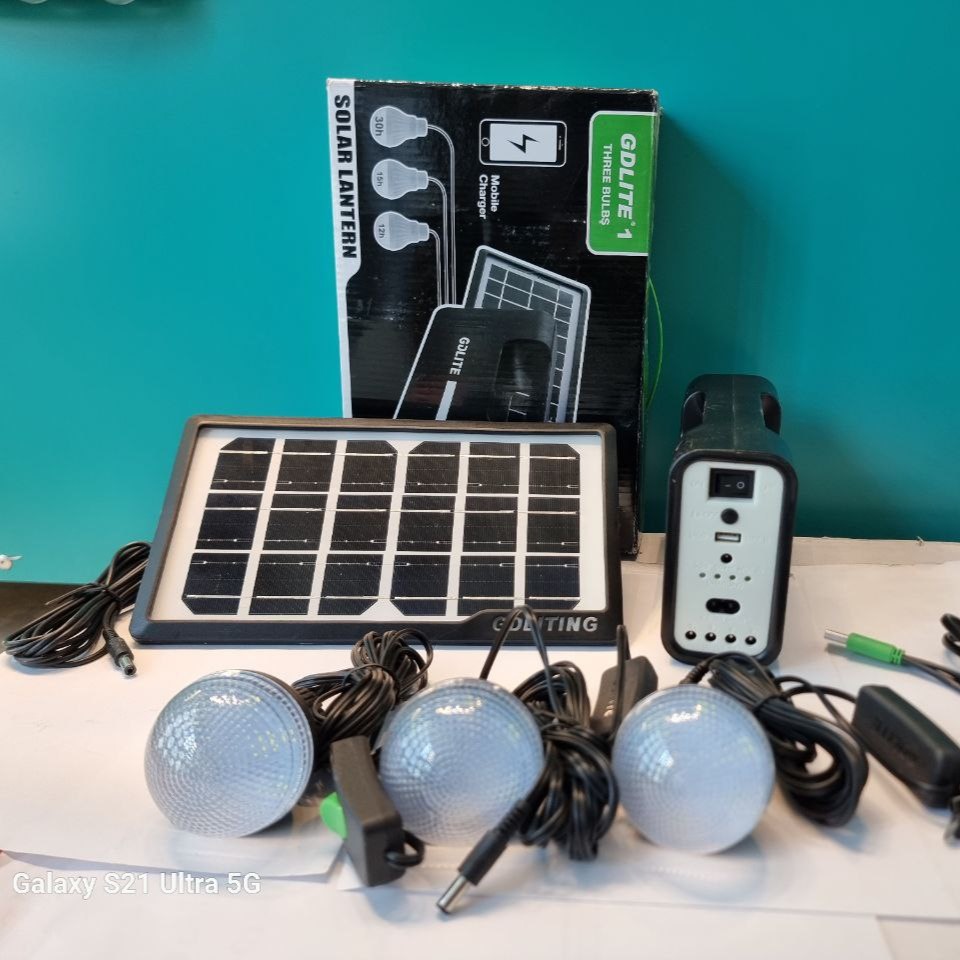 SOLAR LANTERN
30h
15h
12h
Mobile
Charger
GDLITE® 1
THREE BULBS
GDLITE
GDLITING
Galaxy S21 Ultra 5G